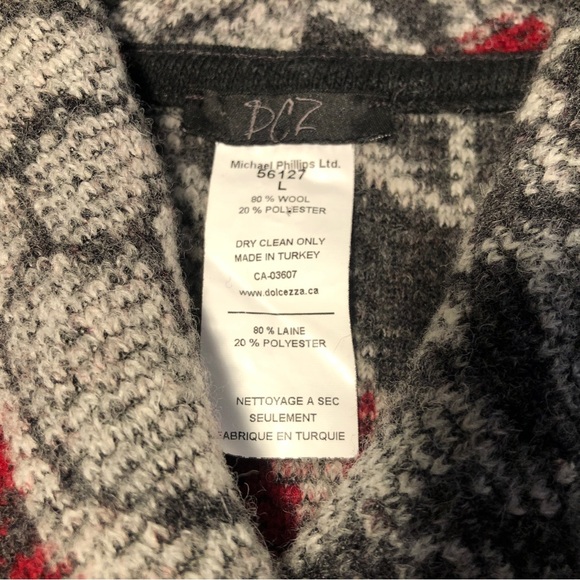 DCZ
Michael Phillips Ltd.
56127
L
80 % WOOL
20 % POLYESTER
DRY CLEAN ONLY
MADE IN TURKEY
CA-03607
www.dolcezza.ca
80 % LAINE
20 % POLYESTER
NETTOYAGE A SEC
SEULEMENT
FABRIQUE EN TURQUIE